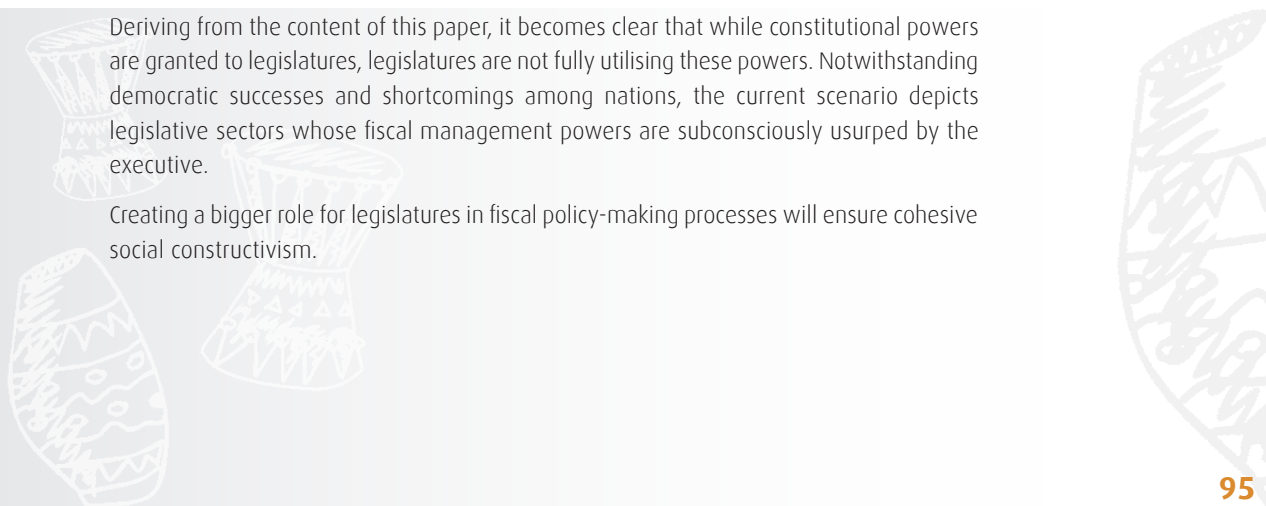 Deriving from the content of this paper, it becomes clear that while constitutional powers
are granted to legislatures, legislatures are not fully utilising these powers. Notwithstanding
democratic successes and shortcomings among nations, the current scenario depicts
legislative sectors whose fiscal management powers are subconsciously usurped by the
executive.
Creating a bigger role for legislatures in fiscal policy-making processes will ensure cohesive
social constructivism.
95